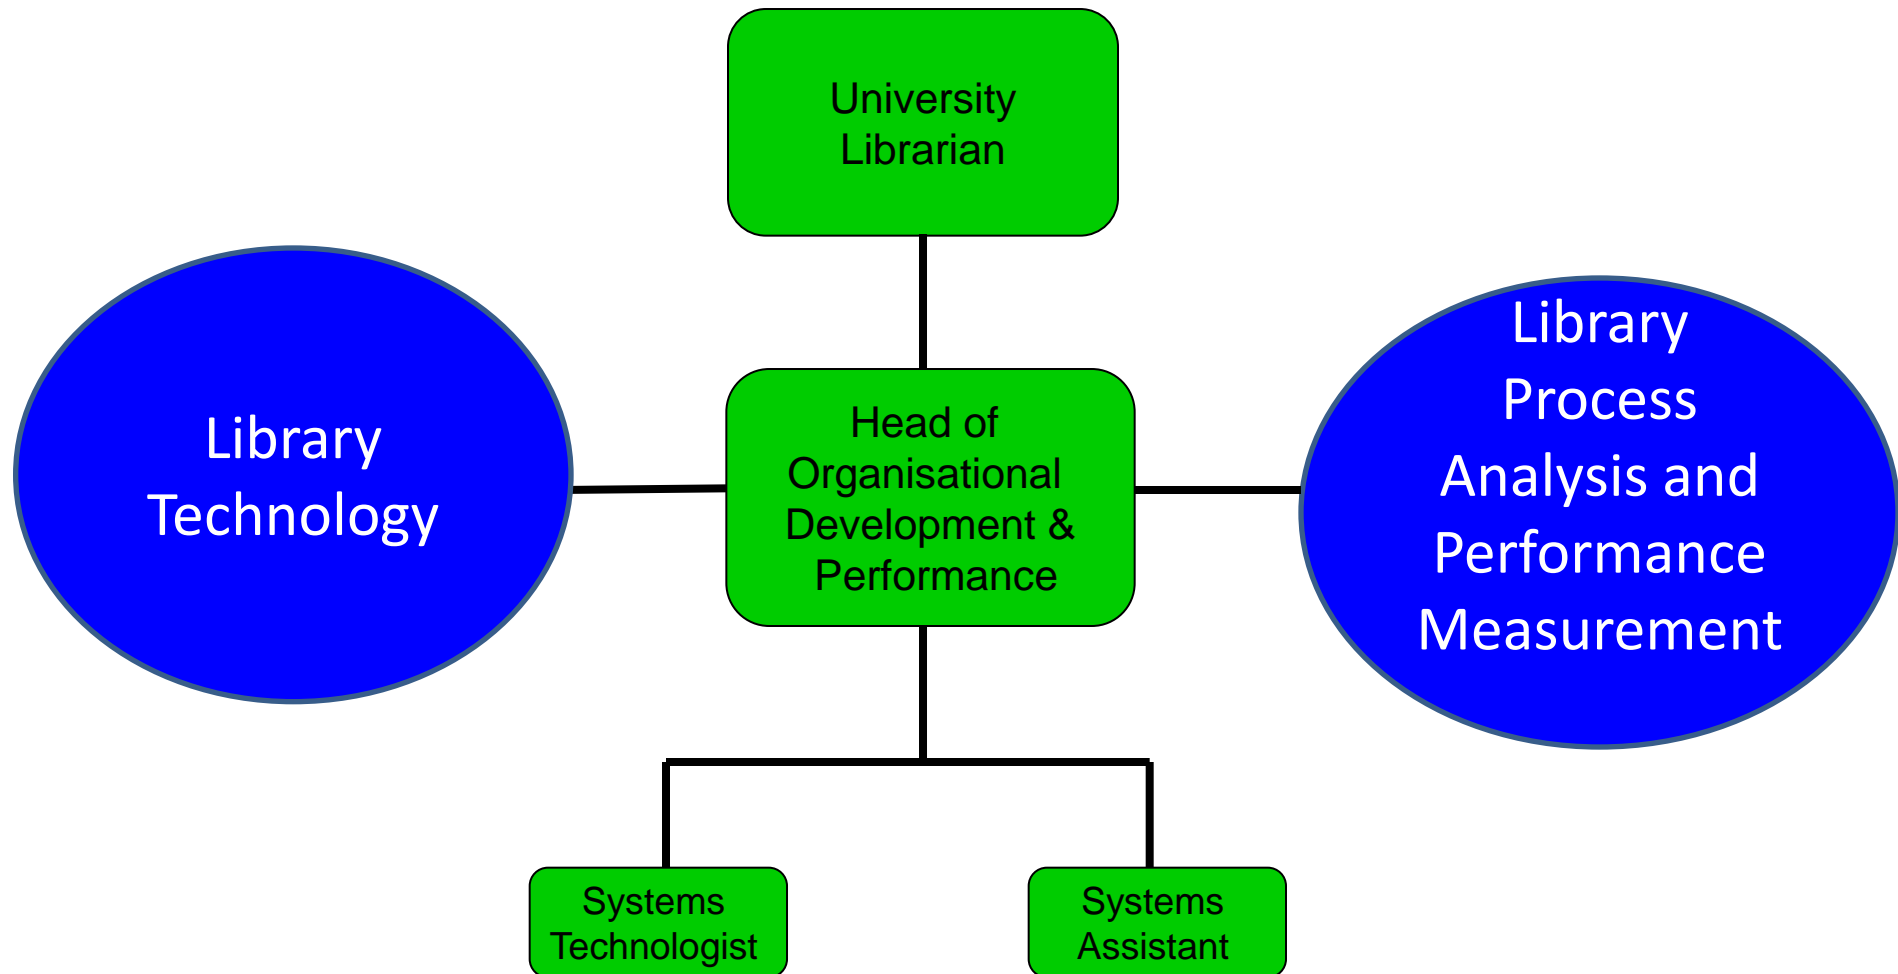 University
Librarian
Library
Technology
Head of
Organisational
Development &
Performance
Library
Process
Analysis and
Performance
Measurement
Systems
Technologist
Systems
Assistant